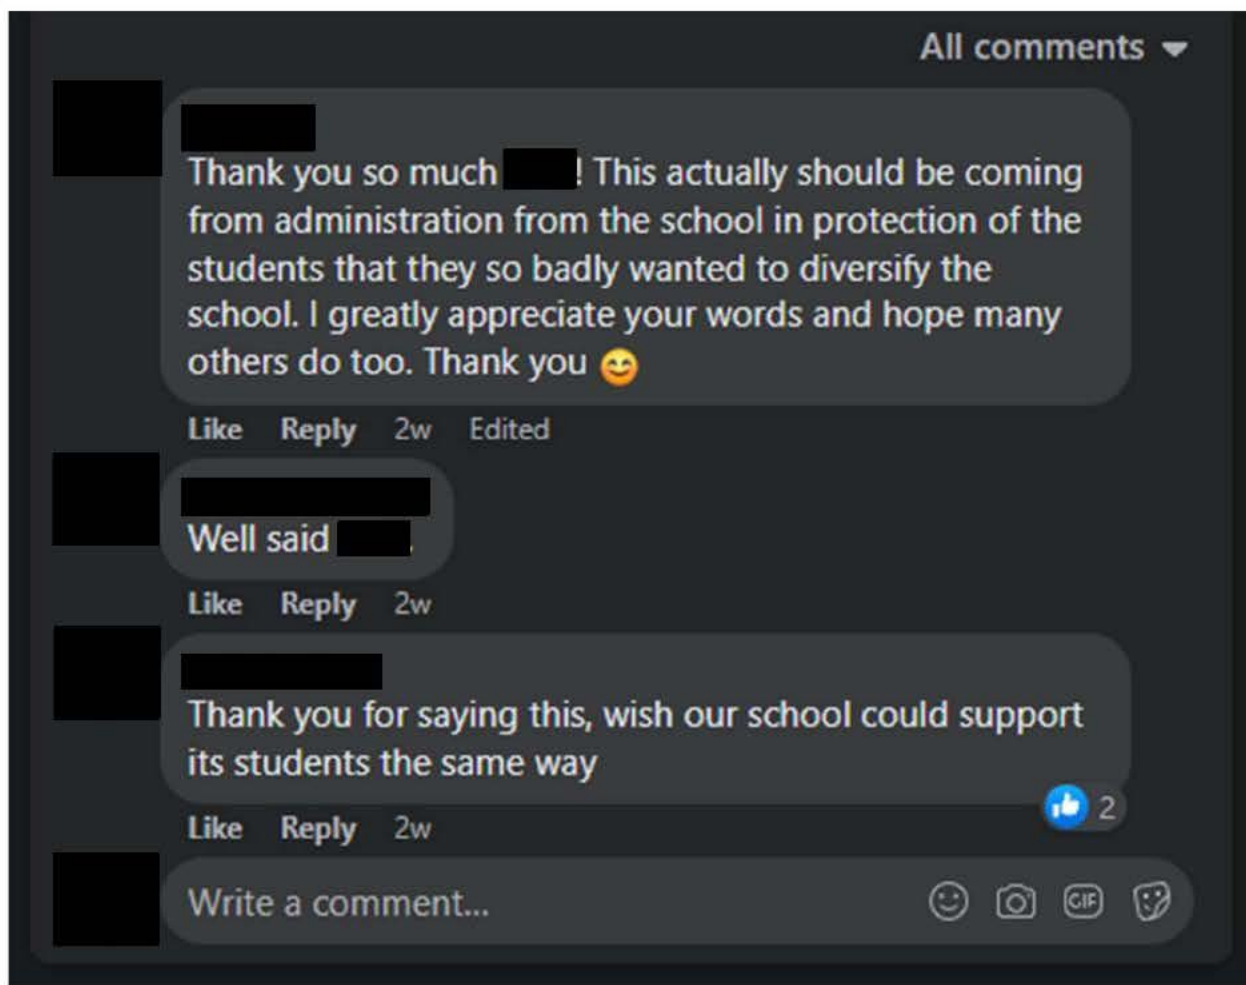 All comments
Thank you so much ! This actually should be coming
from administration from the school in protection of the
students that they so badly wanted to diversify the
school. I greatly appreciate your words and hope many
others do too. Thank you 😊
Like Reply 2w Edited
Well said
Like Reply 2w
Thank you for saying this, wish our school could support
its students the same way
2
Like Reply 2w
Write a comment...
GIF